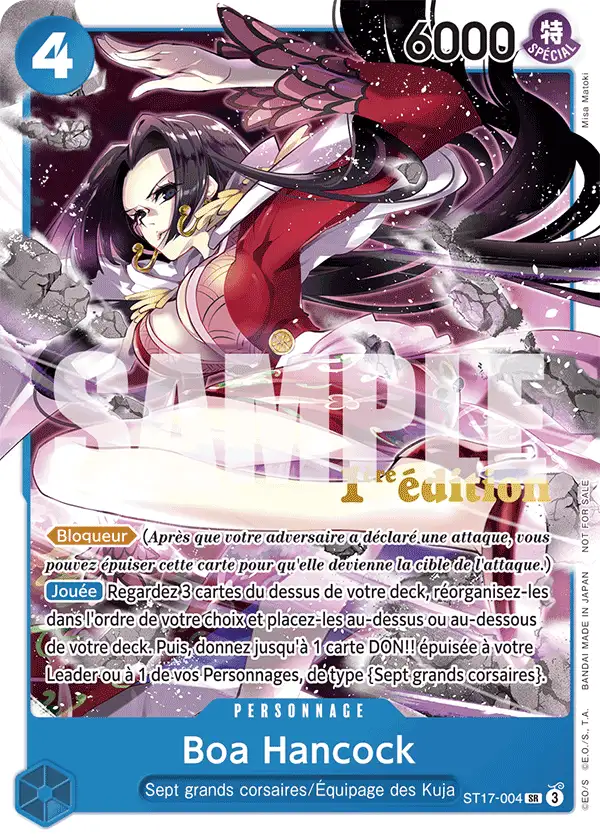 4
6000
特
SPÉCIAL
Misa Matoki
SAMPLE
1ère édition
NOT FOR SALE
BANDAI MADE IN JAPAN
©EO/S ©E.O./S., T.A.
Bloqueur (Après que votre adversaire a déclaré une attaque, vous
pouvez épuiser cette carte pour qu'elle devienne la cible de l'attaque.)
Jouée Regardez 3 cartes du dessus de votre deck, réorganisez-les
dans l'ordre de votre choix et placez-les au-dessus ou au-dessous
de votre deck. Puis, donnez jusqu'à 1 carte DON!! épuisée à votre
Leader ou à 1 de vos Personnages, de type {Sept grands corsaires}.
PERSONNAGE
Boa Hancock
Sept grands corsaires/Équipage des Kuja
ST17-004 SR 3